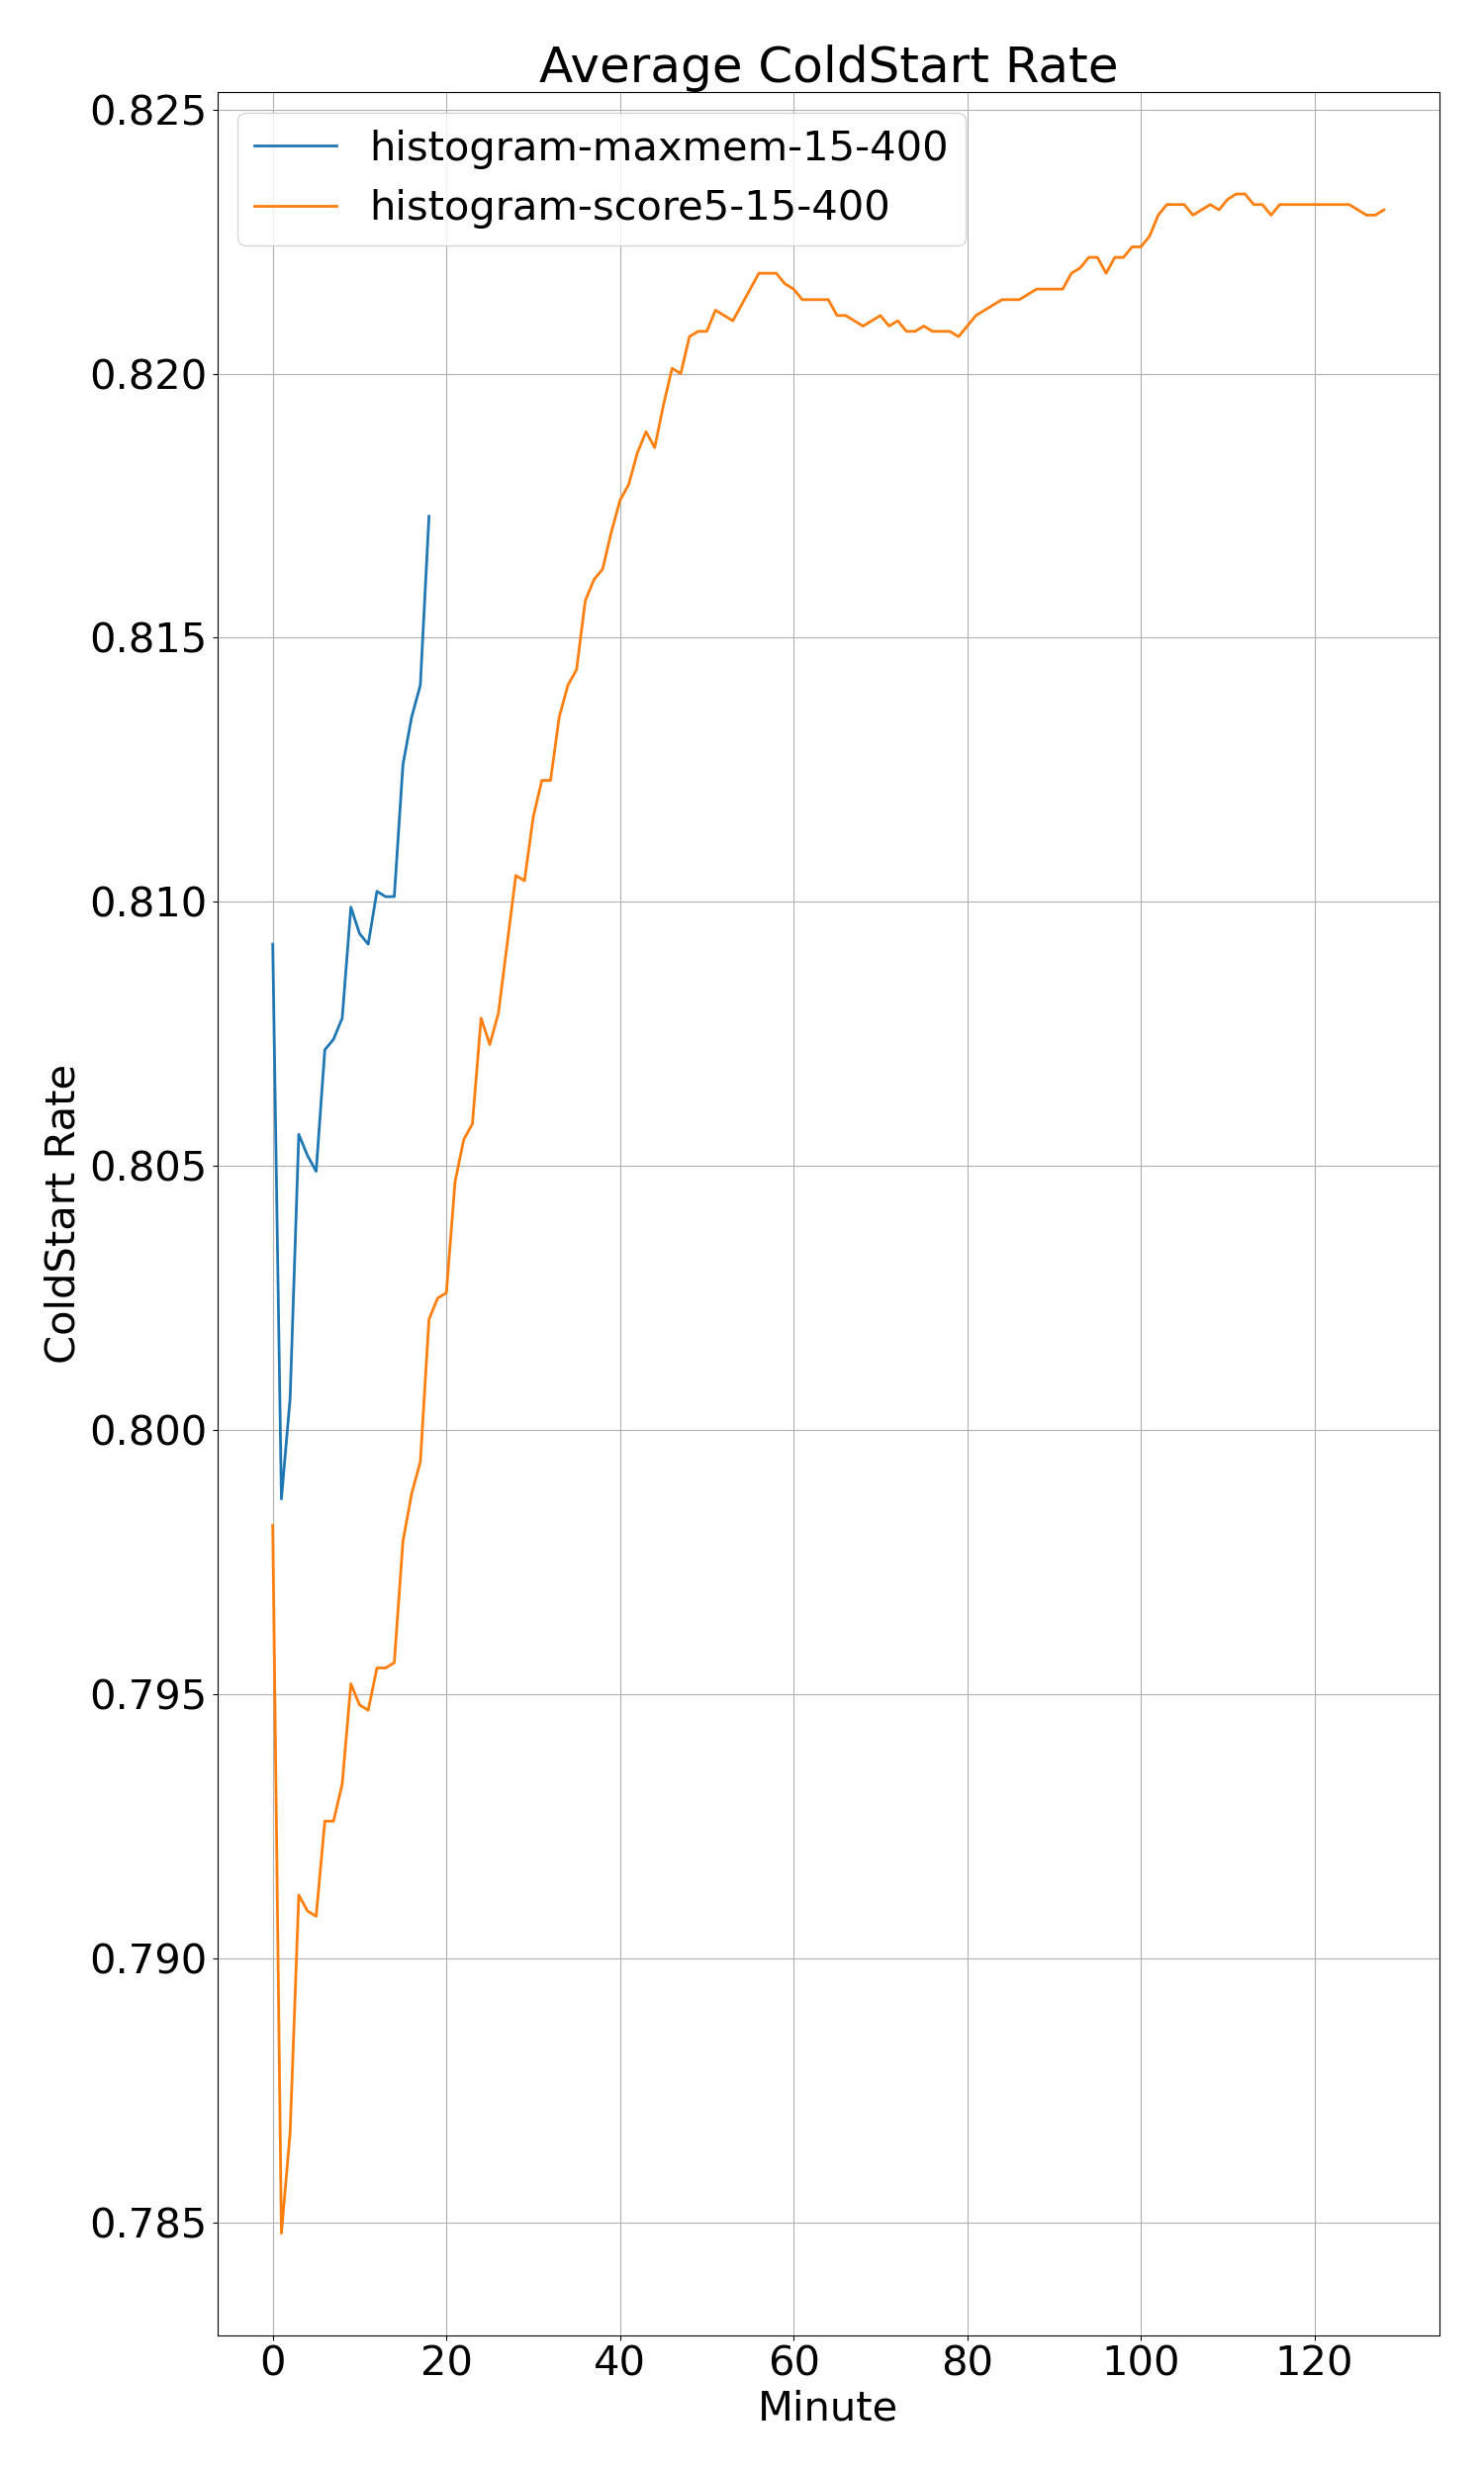 Average ColdStart Rate
0.825
histogram-maxmem-15-400
histogram-score5-15-400
0.820
0.815
0.810
0.805
ColdStart Rate
0.800
0.795
0.790
0.785
0 20 40 60 80 100 120
Minute